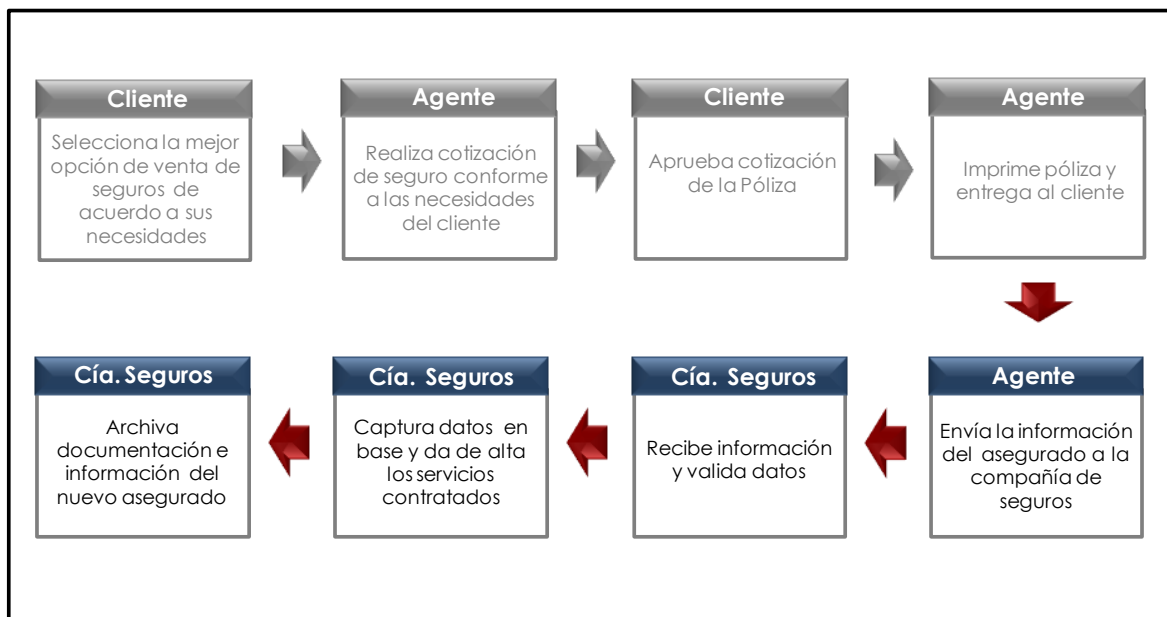 Cliente
Selecciona la mejor
opción de venta de
seguros de
acuerdo a sus
necesidades
Agente
Realiza cotización
de seguro conforme
a las necesidades
del cliente
Cliente
Aprueba cotización
de la Póliza
Agente
Imprime póliza y
entrega al cliente
Cía. Seguros
Archiva
documentación e
información del
nuevo asegurado
Cía. Seguros
Captura datos en
base y da de alta
los servicios
contratados
Cía. Seguros
Recibe información
y valida datos
Agente
Envía la información
del asegurado a la
compañía de
seguros